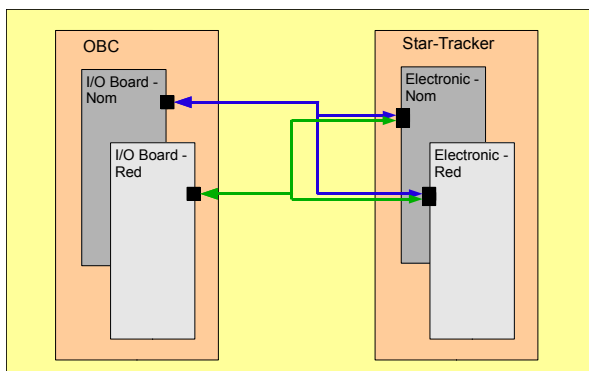 OBC
I/O Board -
Nom
I/O Board -
Red
Star-Tracker
Electronic -
Nom
Electronic -
Red